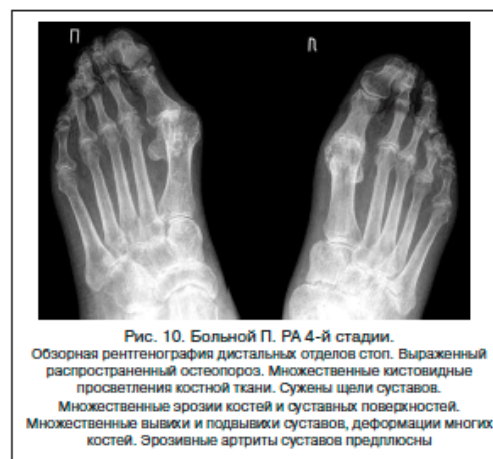 П
Л
Рис. 10. Больной П. РА 4-й стадии.
Обзорная рентгенография дистальных отделов стоп. Выраженный
распространенный остеопороз. Множественные кистовидные
просветления костной ткани. Сужены щели суставов.
Множественные эрозии костей и суставных поверхностей.
Множественные вывихи и подвывихи суставов, деформации многих
костей. Эрозивные артриты суставов предплюсны